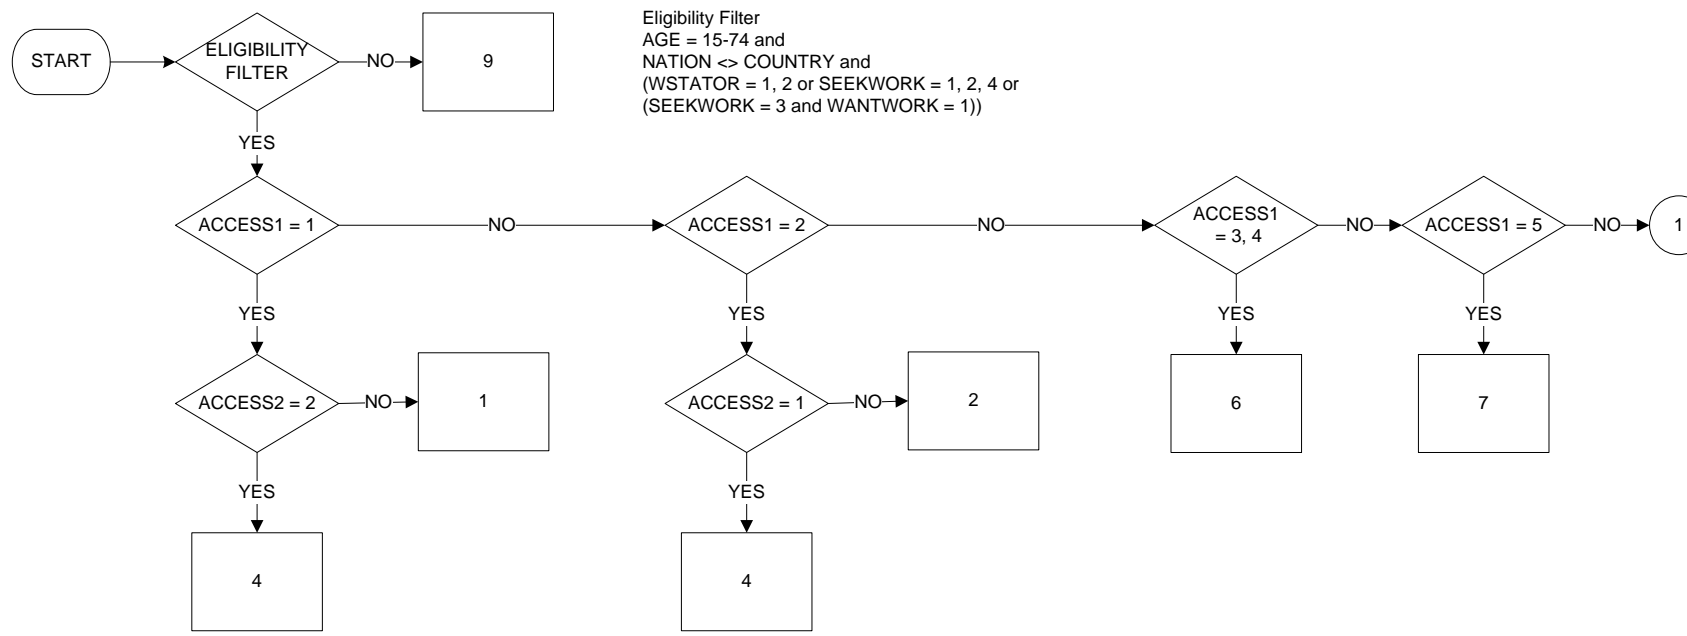 Eligibility Filter
AGE = 15-74 and
NATION <> COUNTRY and
(WSTATOR = 1, 2 or SEEKWORK = 1, 2, 4 or
(SEEKWORK = 3 and WANTWORK = 1))
START
ELIGIBILITY
FILTER
NO
9
YES
ACCESS1 = 1
NO
ACCESS1 = 2
NO
ACCESS1
= 3, 4
NO
ACCESS1 = 5
NO
1
YES
YES
YES
YES
ACCESS2 = 2
NO
1
ACCESS2 = 1
NO
2
6
7
YES
YES
4
4